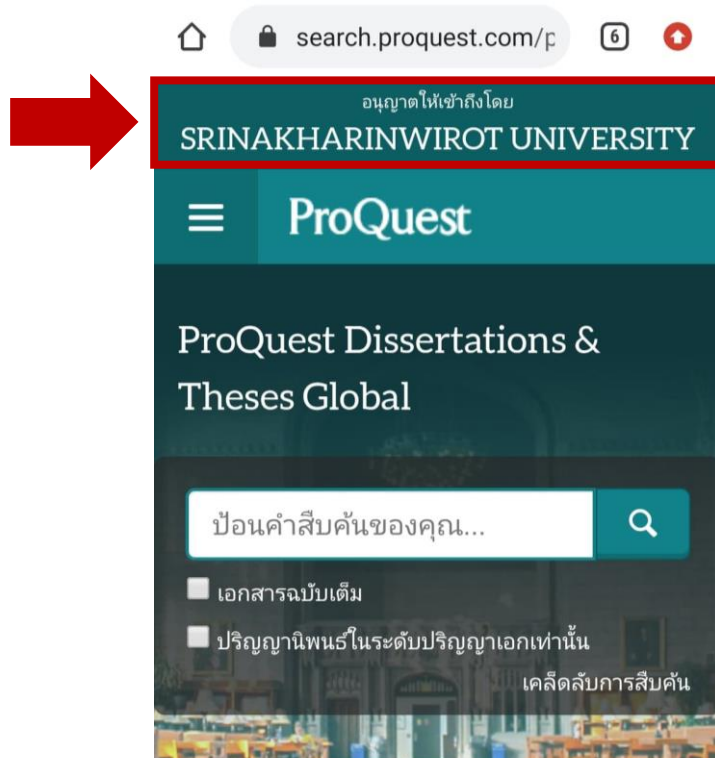 search.proquest.com/p
6
อนุญาตให้เข้าถึงโดย
SRINAKHARINWIROT UNIVERSITY
ProQuest
ProQuest Dissertations &
Theses Global
ป้อนคำสืบค้นของคุณ...
เอกสารฉบับเต็ม
ปริญญานิพนธ์ในระดับปริญญาเอกเท่านั้น
เคล็ดลับการสืบค้น